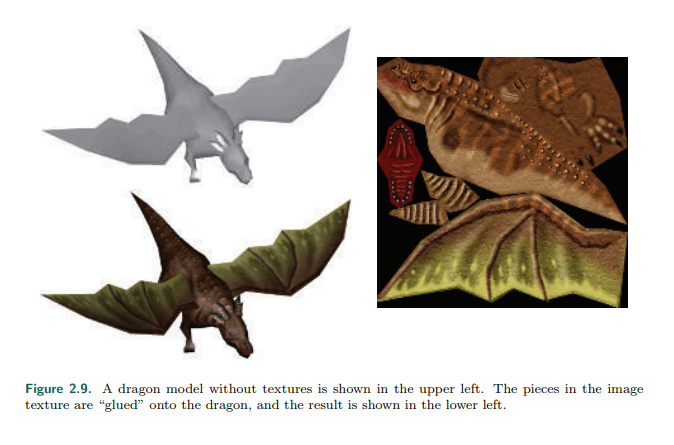 Figure 2.9. A dragon model without textures is shown in the upper left. The pieces in the image
texture are “glued” onto the dragon, and the result is shown in the lower left.